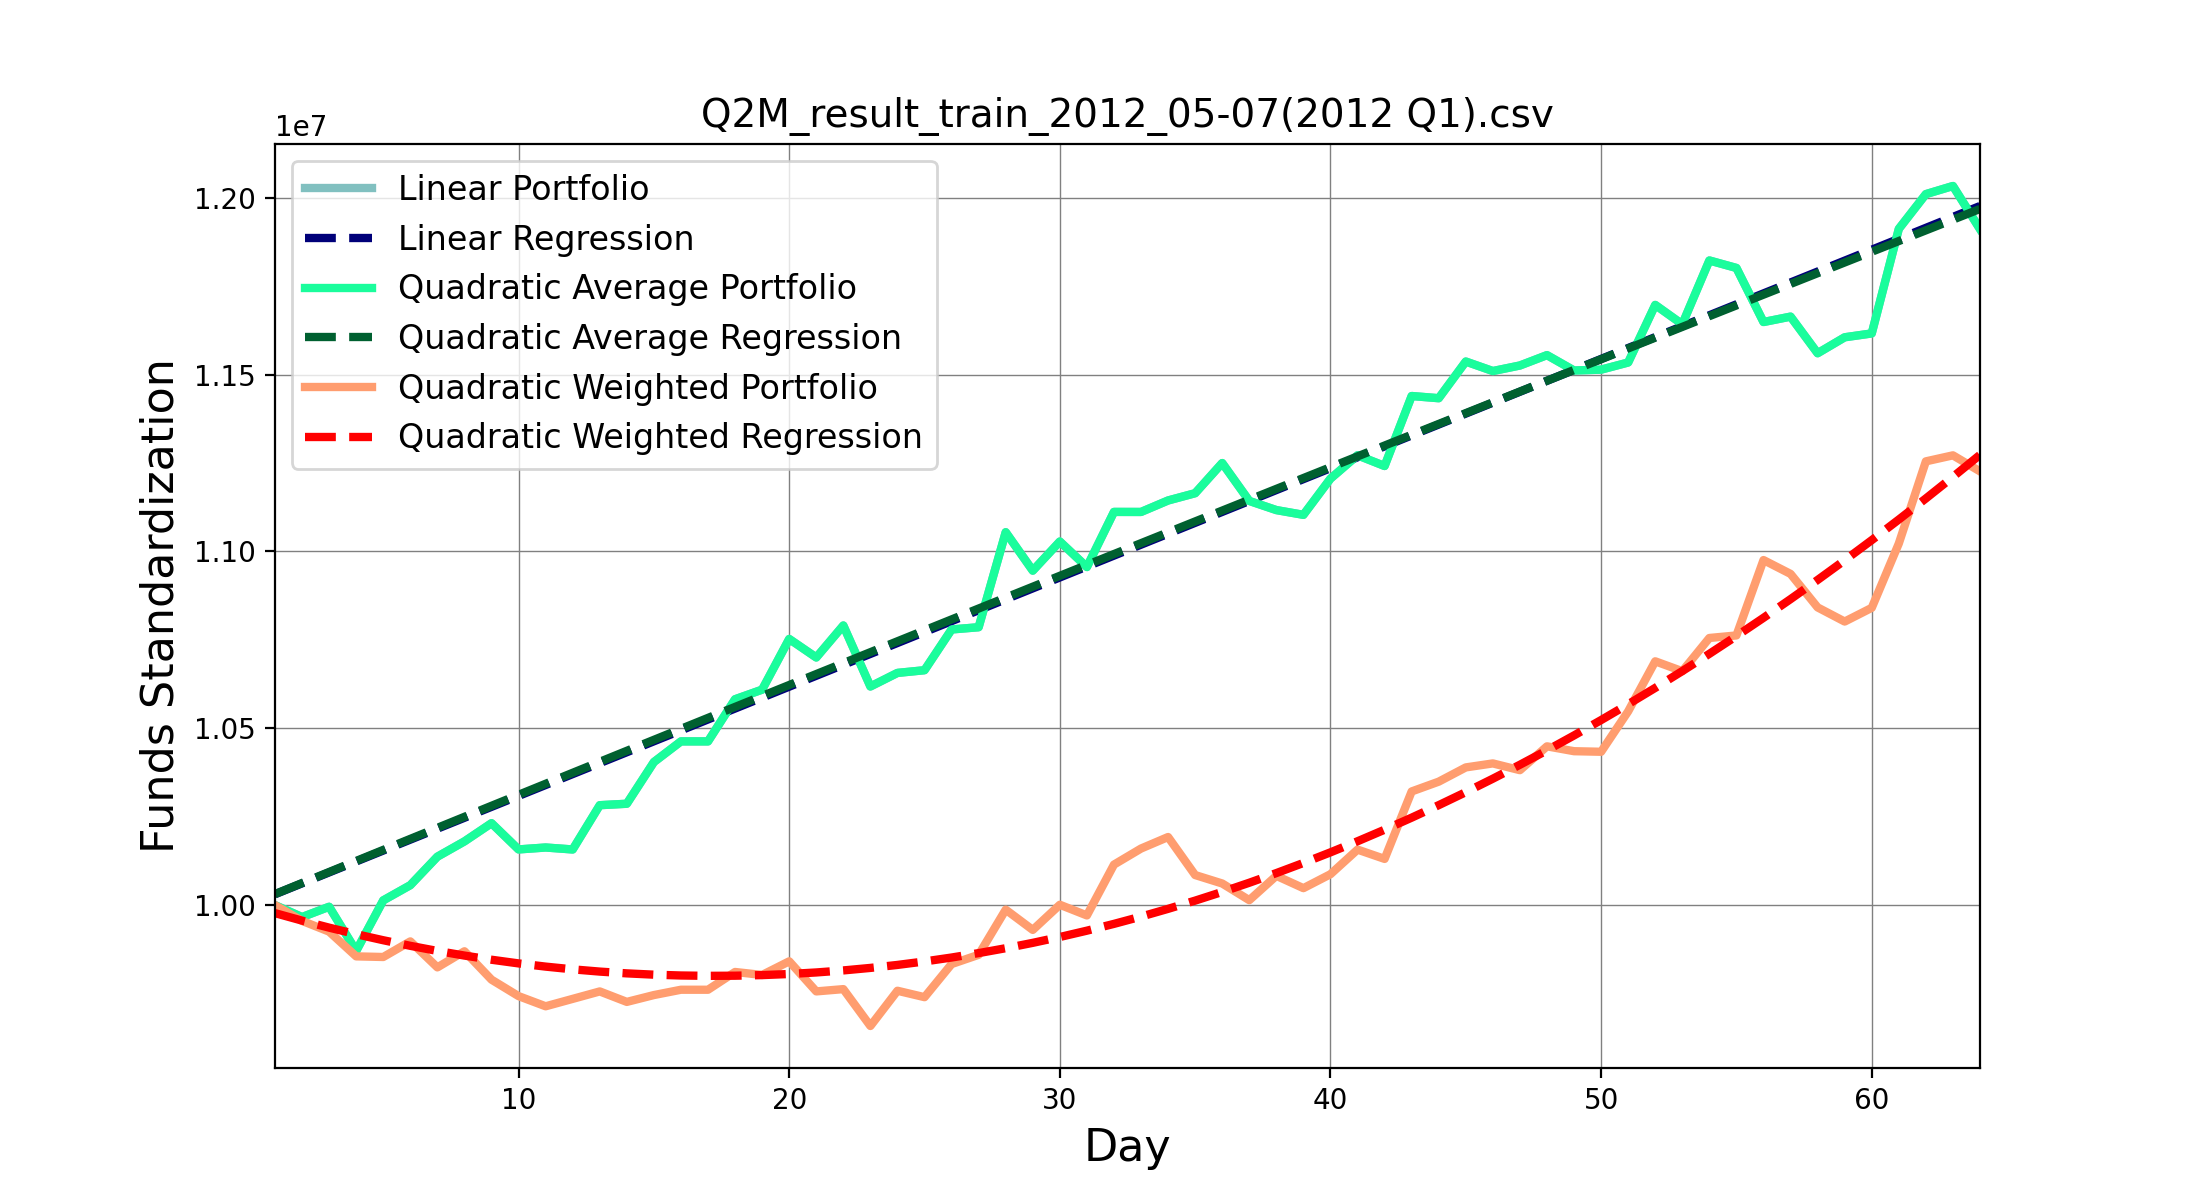 Q2M_result_train_2012_05-07(2012 Q1).csv
1e7
Linear Portfolio
Linear Regression
Quadratic Average Portfolio
Quadratic Average Regression
Quadratic Weighted Portfolio
Quadratic Weighted Regression
1.20
1.15
1.10
1.05
1.00
Funds Standardization
10 20 30 40 50 60
Day